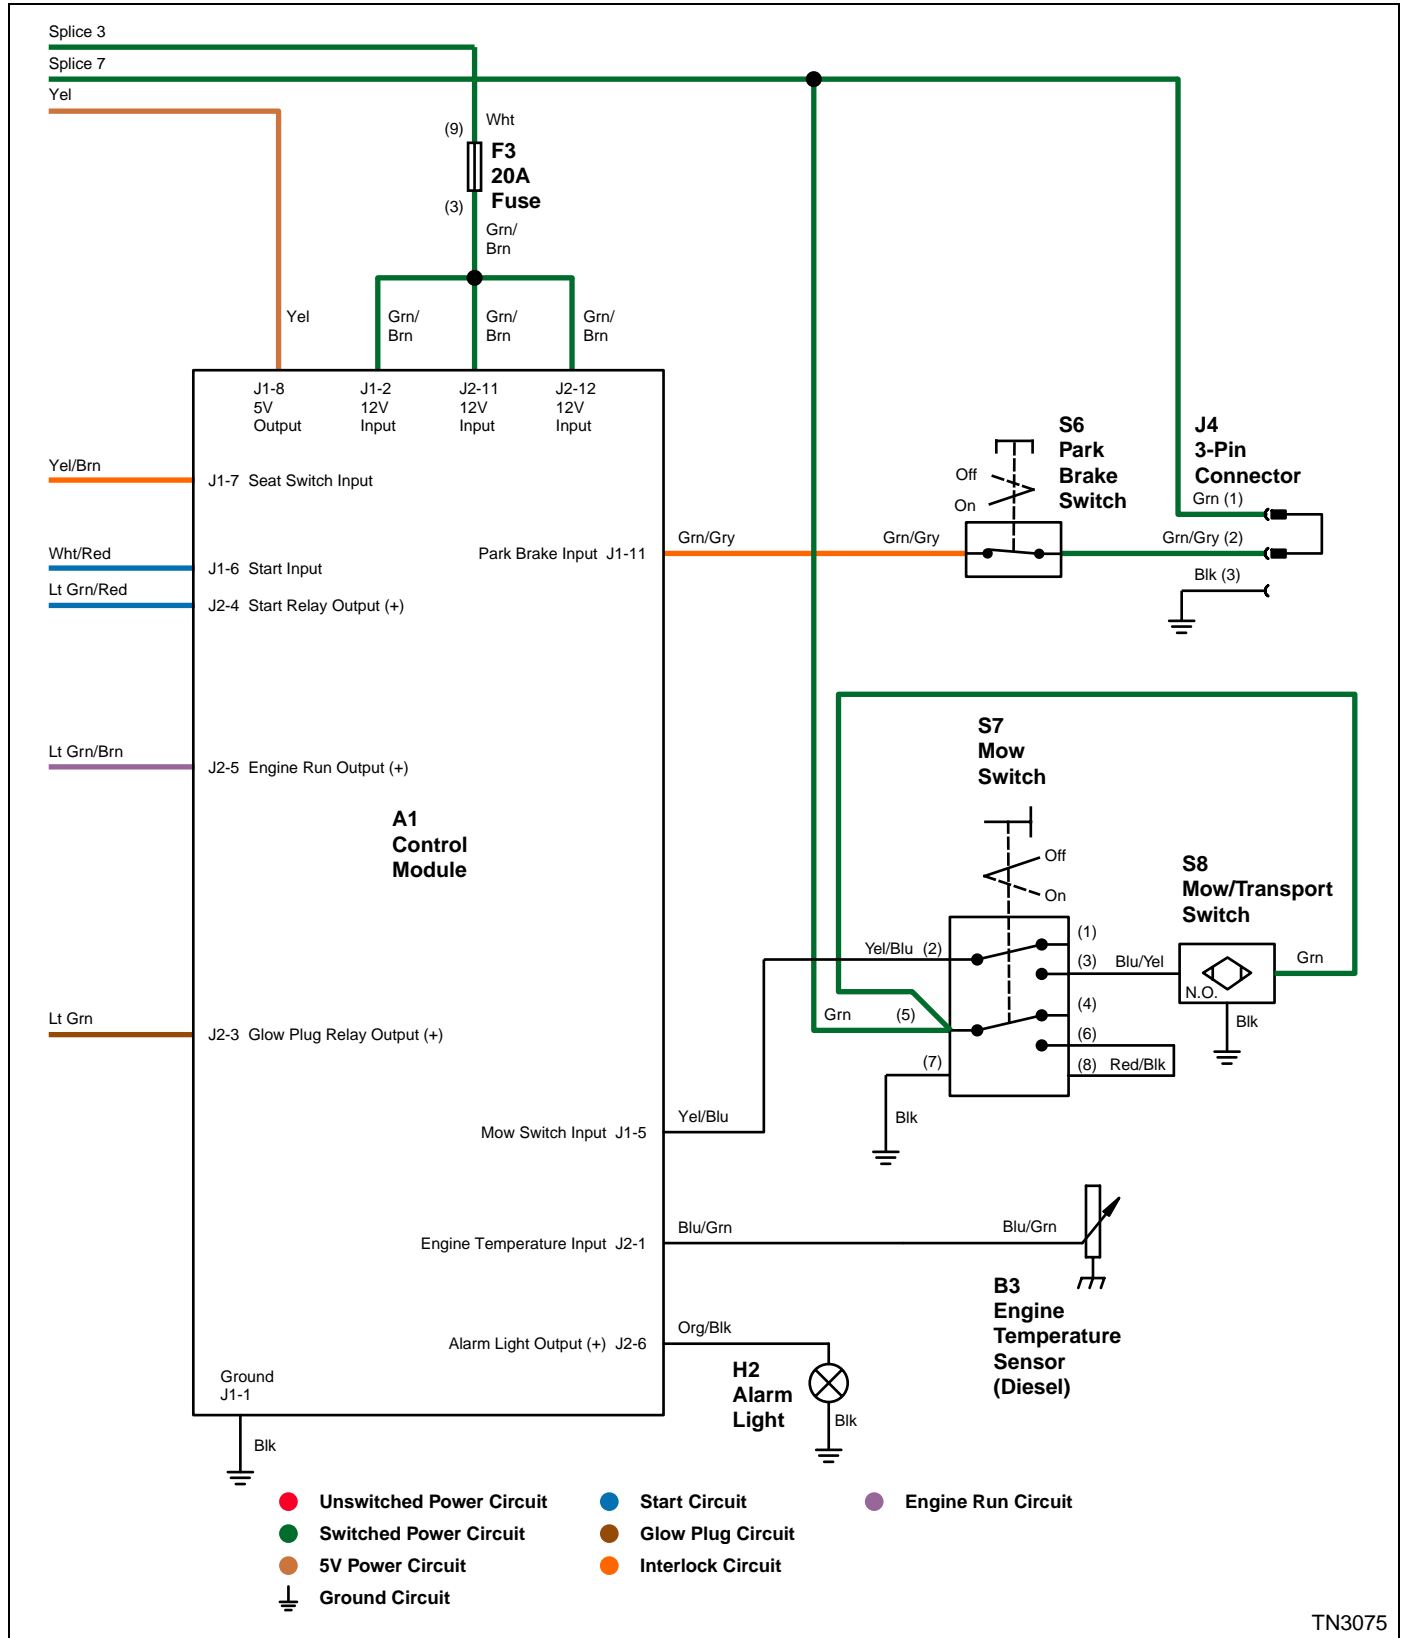 Splice 3
Splice 7
Yel
(9)
Wht
F3
20A
Fuse
(3)
Grn/
Brn
Yel
Grn/
Brn
Grn/
Brn
Grn/
Brn
J1-8
5V
Output
J1-2
12V
Input
J2-11
12V
Input
J2-12
12V
Input
S6
Park
Brake
Switch
Off
On
J4
3-Pin
Connector
Grn (1)
Grn/Gry (2)
Blk (3)
Yel/Brn
J1-7 Seat Switch Input
Park Brake Input J1-11
Grn/Gry
Grn/Gry
Wht/Red
J1-6 Start Input
Lt Grn/Red
J2-4 Start Relay Output (+)
Lt Grn/Brn
J2-5 Engine Run Output (+)
A1
Control
Module
S7
Mow
Switch
Off
On
S8
Mow/Transport
Switch
Yel/Blu (2)
(1)
(3)
Blu/Yel
N.O.
Grn
Blk
Grn
(5)
(4)
(6)
(7)
(8) Red/Blk
Blk
Lt Grn
J2-3 Glow Plug Relay Output (+)
Mow Switch Input J1-5
Yel/Blu
Engine Temperature Input J2-1
Blu/Grn
Blu/Grn
B3
Engine
Temperature
Sensor
(Diesel)
Alarm Light Output (+) J2-6
Org/Blk
H2
Alarm
Light
Blk
Ground
J1-1
Blk
Unswitched Power Circuit
Start Circuit
Engine Run Circuit
Switched Power Circuit
Glow Plug Circuit
5V Power Circuit
Interlock Circuit
Ground Circuit
TN3075